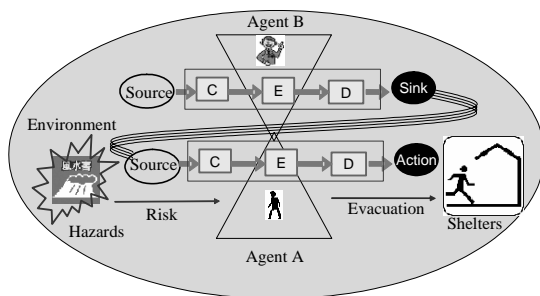 Agent B
Source
C
E
D
Sink
Environment
風水害
Source
C
E
D
Action
Risk
Evacuation
Hazards
Shelters
Agent A